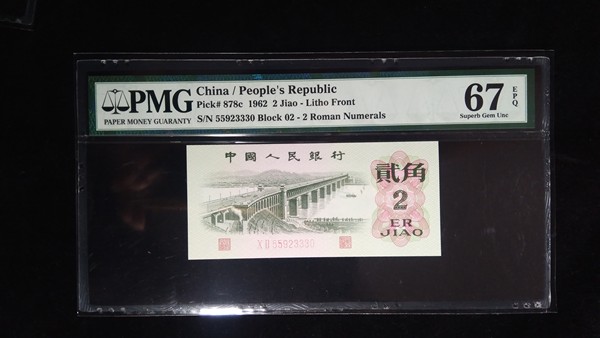 PMG
PAPER MONEY GUARANTY
China / People's Republic
Pick# 878c 1962 2 Jiao - Litho Front
S/N 55923330 Block 02 - 2 Roman Numerals
67
EPQ
Superb Gem Unc
中國人民銀行
貳角
2
ER
JIAO
X II 55923330